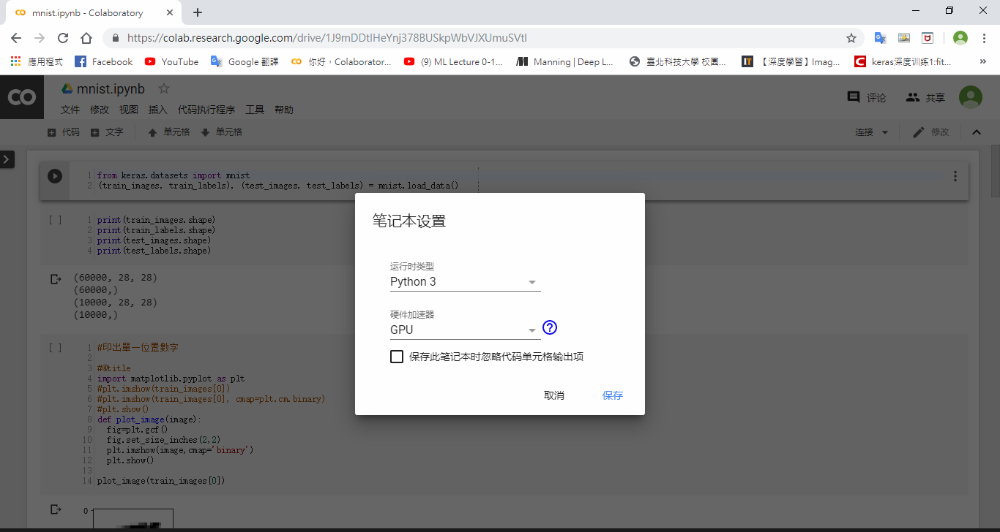 mnist.ipynb - Colaboratory
https://colab.research.google.com/drive/1J9mDDtIHeYnj378BUSkpWbVJXUmuSVtI
應用程式 Facebook YouTube Google 翻譯 你好，Colaborator... (9) ML Lecture 0-1... Manning | Deep L... 臺北科技大學 校園... 【深度學習】Imag... keras深度训练1:fit...
mnist.ipynb
评论 共享
文件 修改 视图 插入 代码执行程序 工具 帮助
代码 文字 单元格 单元格 连接 修改
1 from keras.datasets import mnist
2 (train_images, train_labels), (test_images, test_labels) = mnist.load_data()
[ ] 1 print(train_images.shape)
2 print(train_labels.shape)
3 print(test_images.shape)
4 print(test_labels.shape)
(60000, 28, 28)
(60000,)
(10000, 28, 28)
(10000,)
[ ] 1 #印出單一位置數字
2
3 #@title
4 import matplotlib.pyplot as plt
5 #plt.imshow(train_images[0])
6 #plt.imshow(train_images[0], cmap=plt.cm.binary)
7 #plt.show()
8 def plot_image(image):
9 fig=plt.gcf()
10 fig.set_size_inches(2,2)
11 plt.imshow(image,cmap='binary')
12 plt.show()
13
14 plot_image(train_images[0])
0
笔记本设置
运行时类型
Python 3
硬件加速器
GPU
保存此笔记本时忽略代码单元格输出项
取消 保存